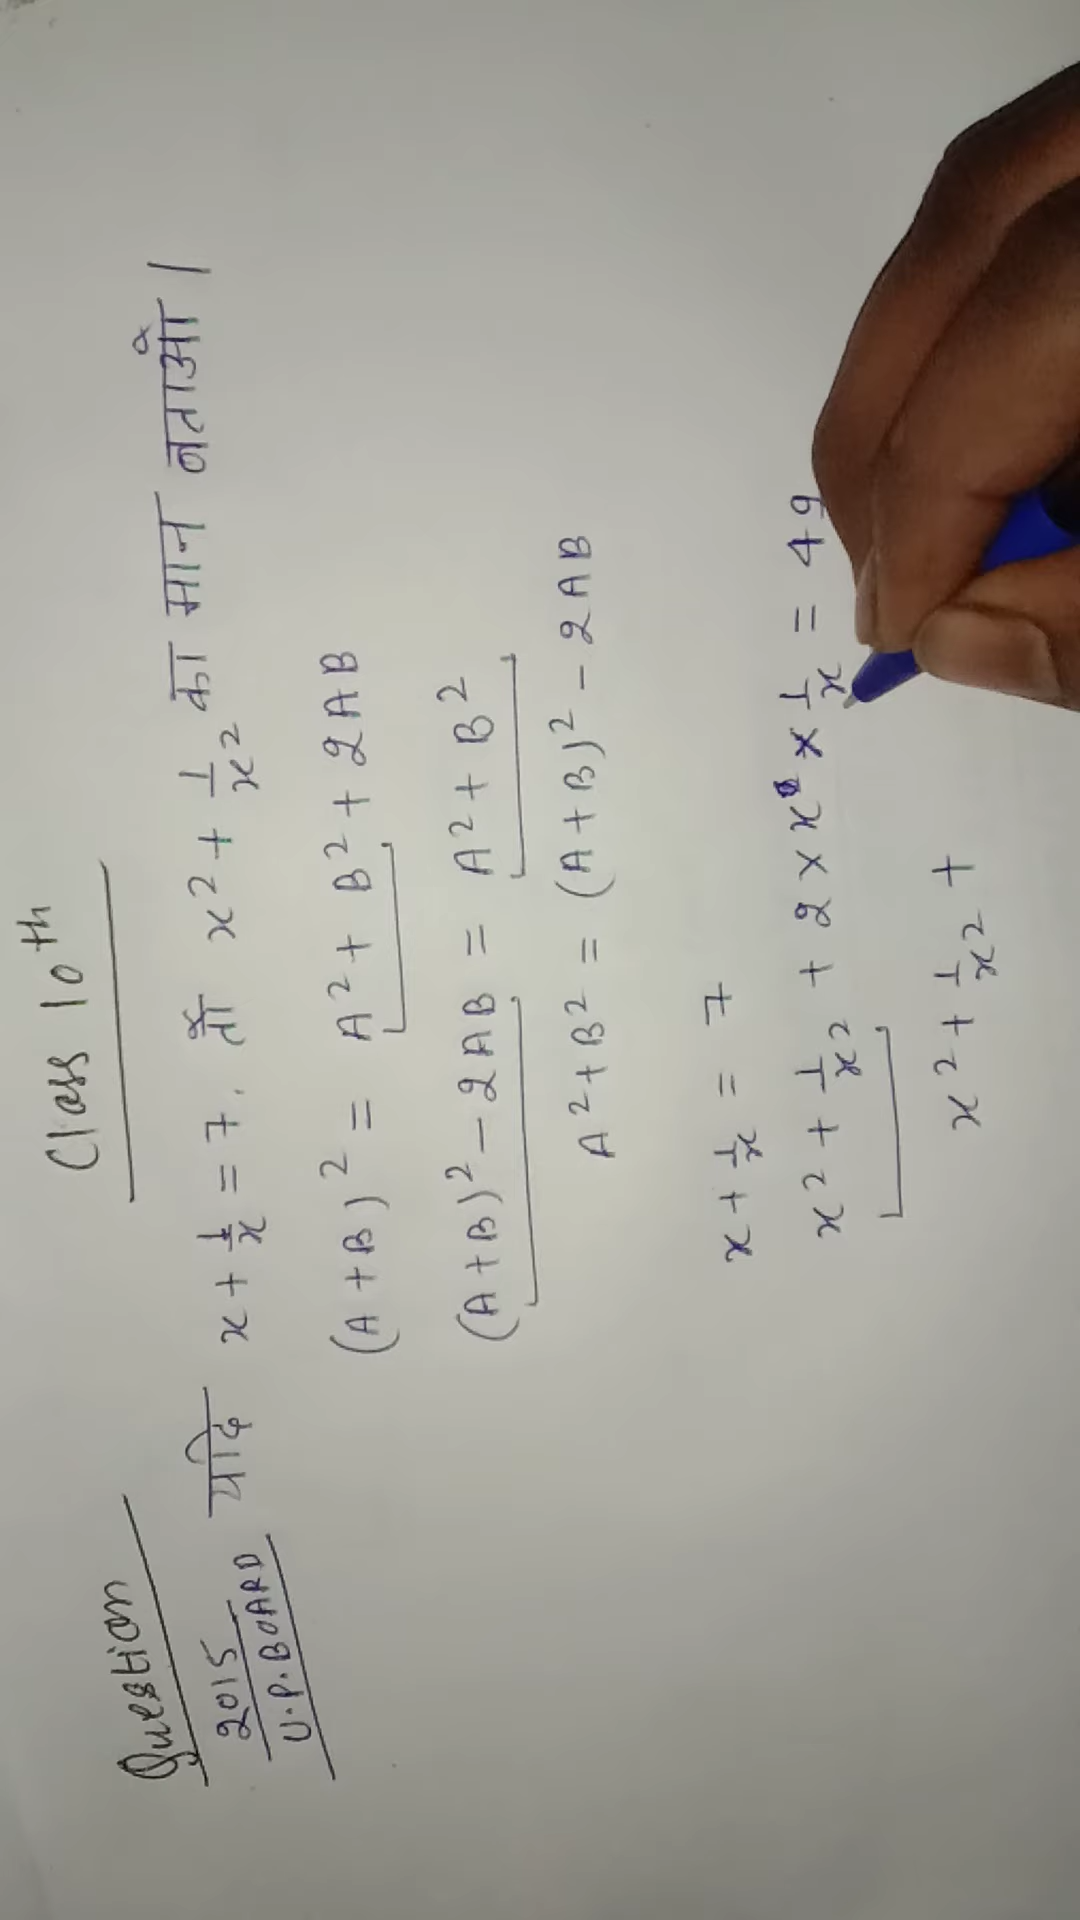 Class 10th
Question
2015
U.P. BOARD
यदि x + 1/x = 7, तो x² + 1/x² का मान बताओ।
(A+B)² = A² + B² + 2AB
(A+B)² - 2AB = A² + B²
A² + B² = (A+B)² - 2AB
x + 1/x = 7
x² + 1/x² + 2 × x × 1/x = 49
x² + 1/x² +